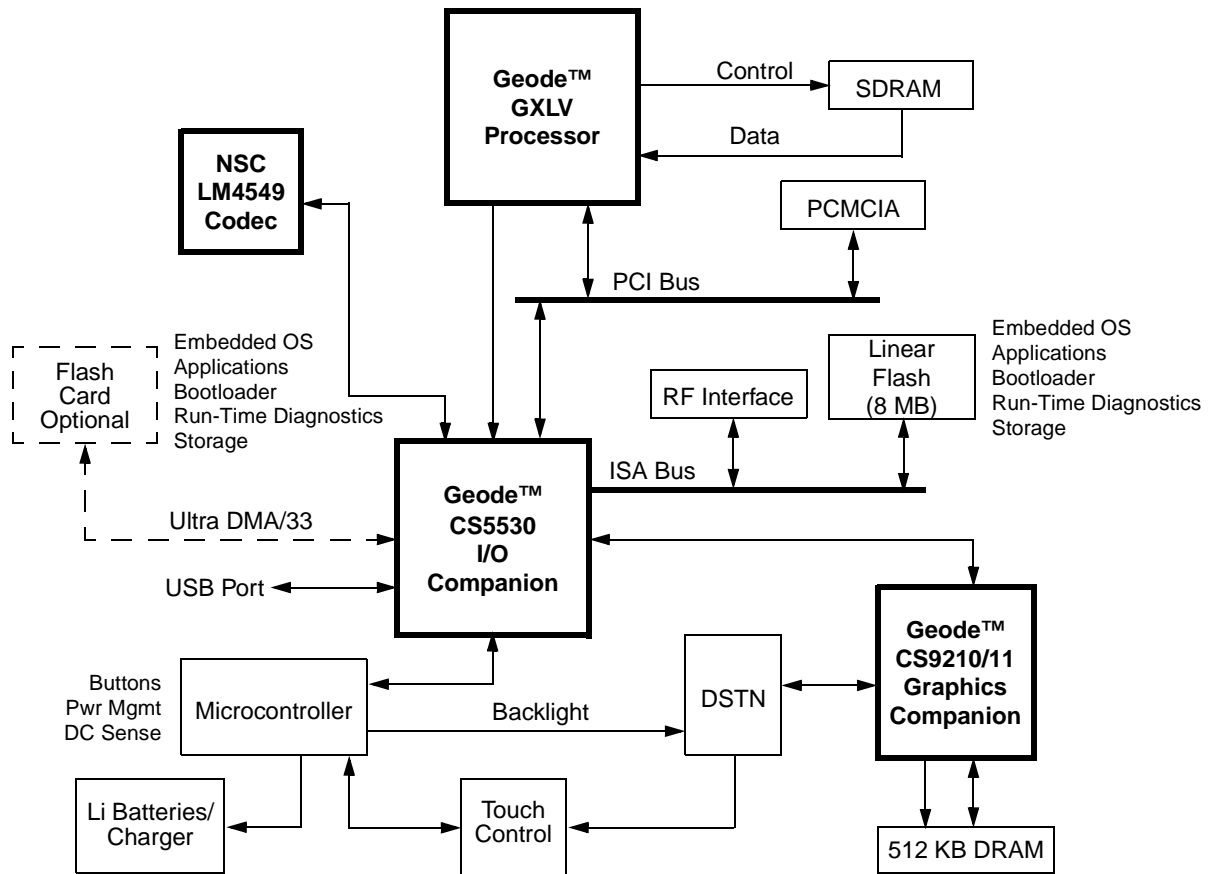 Geode™
GXLV
Processor
Control
SDRAM
Data
NSC
LM4549
Codec
PCMCIA
PCI Bus
Flash
Card
Optional
Embedded OS
Applications
Bootloader
Run-Time Diagnostics
Storage
RF Interface
Linear
Flash
(8 MB)
Embedded OS
Applications
Bootloader
Run-Time Diagnostics
Storage
ISA Bus
Geode™
CS5530
I/O
Companion
Ultra DMA/33
USB Port
Geode™
CS9210/11
Graphics
Companion
Buttons
Pwr Mgmt
DC Sense
Microcontroller
Backlight
DSTN
Li Batteries/
Charger
Touch
Control
512 KB DRAM